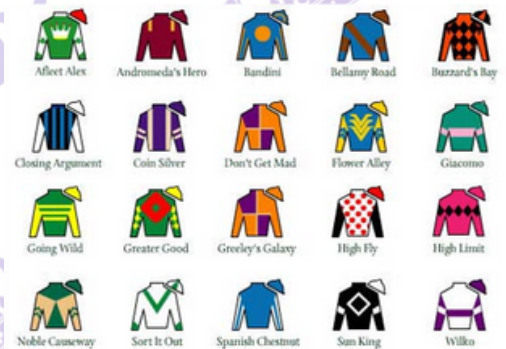 Afleet Alex
Andromeda's Hero
Bandini
Bellamy Road
Buzzard's Bay
Closing Argument
Coin Silver
Don't Get Mad
Flower Alley
Giacomo
Going Wild
Greater Good
Greeley's Galaxy
High Fly
High Limit
Noble Causeway
Sort It Out
Spanish Chestnut
Sun King
Wilko